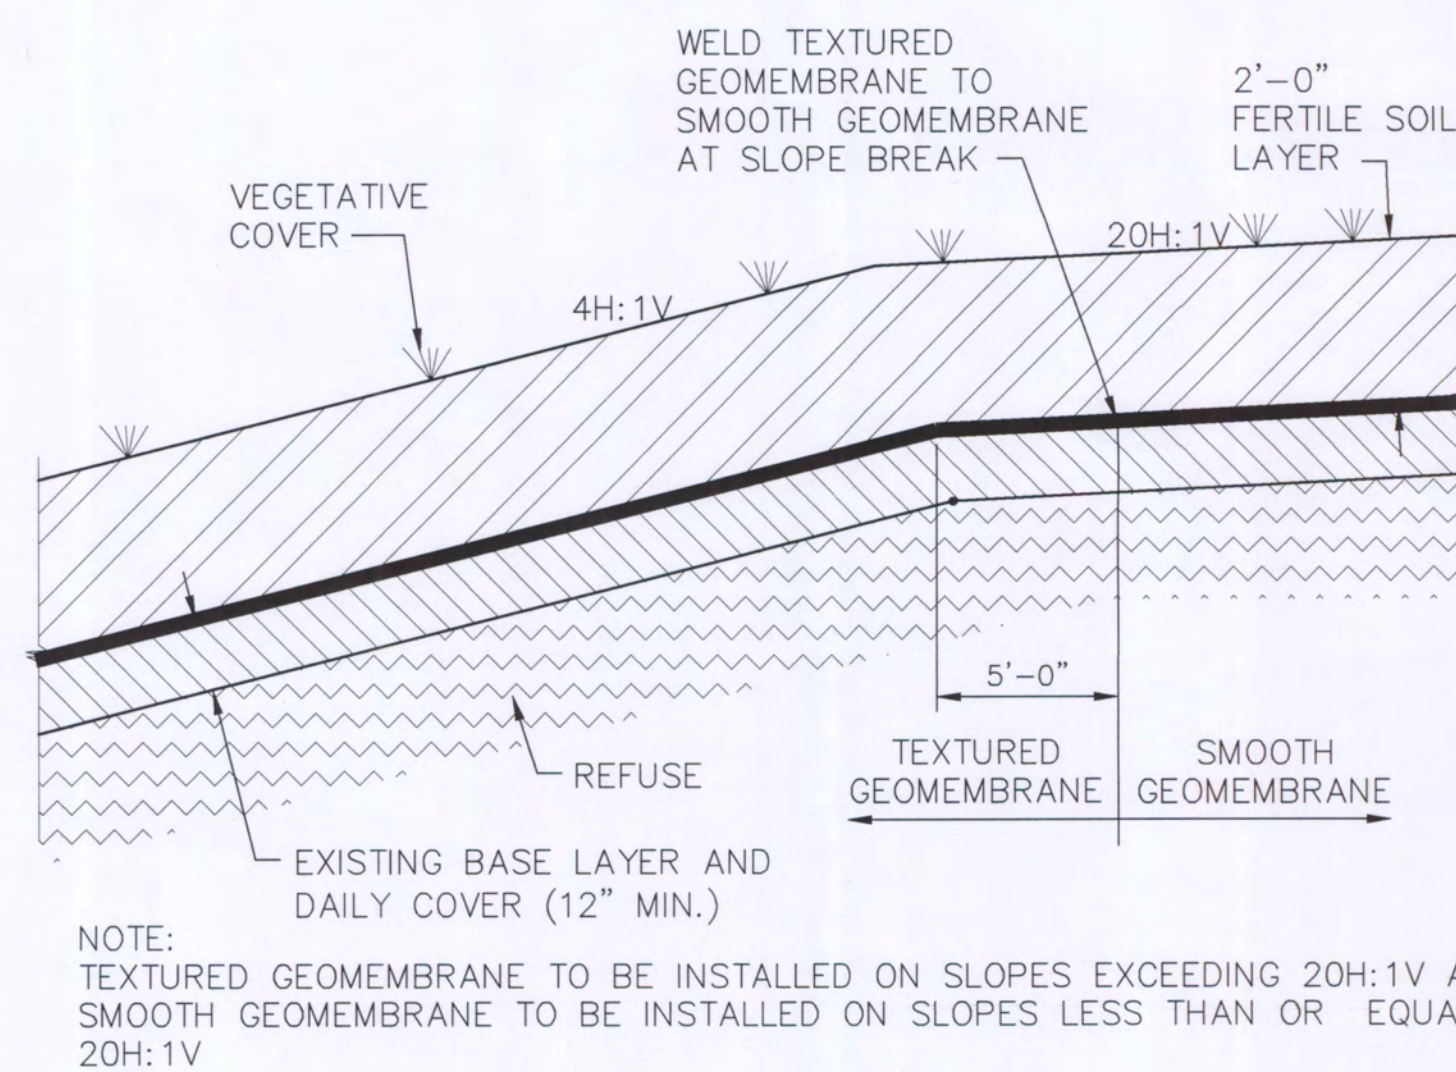 WELD TEXTURED
GEOMEMBRANE TO
SMOOTH GEOMEMBRANE
AT SLOPE BREAK
2'-0"
FERTILE SOIL
LAYER
VEGETATIVE
COVER
20H:1V
4H:1V
5'-0"
TEXTURED
GEOMEMBRANE
SMOOTH
GEOMEMBRANE
REFUSE
EXISTING BASE LAYER AND
DAILY COVER (12" MIN.)
NOTE:
TEXTURED GEOMEMBRANE TO BE INSTALLED ON SLOPES EXCEEDING 20H:1V
SMOOTH GEOMEMBRANE TO BE INSTALLED ON SLOPES LESS THAN OR
20H:1V